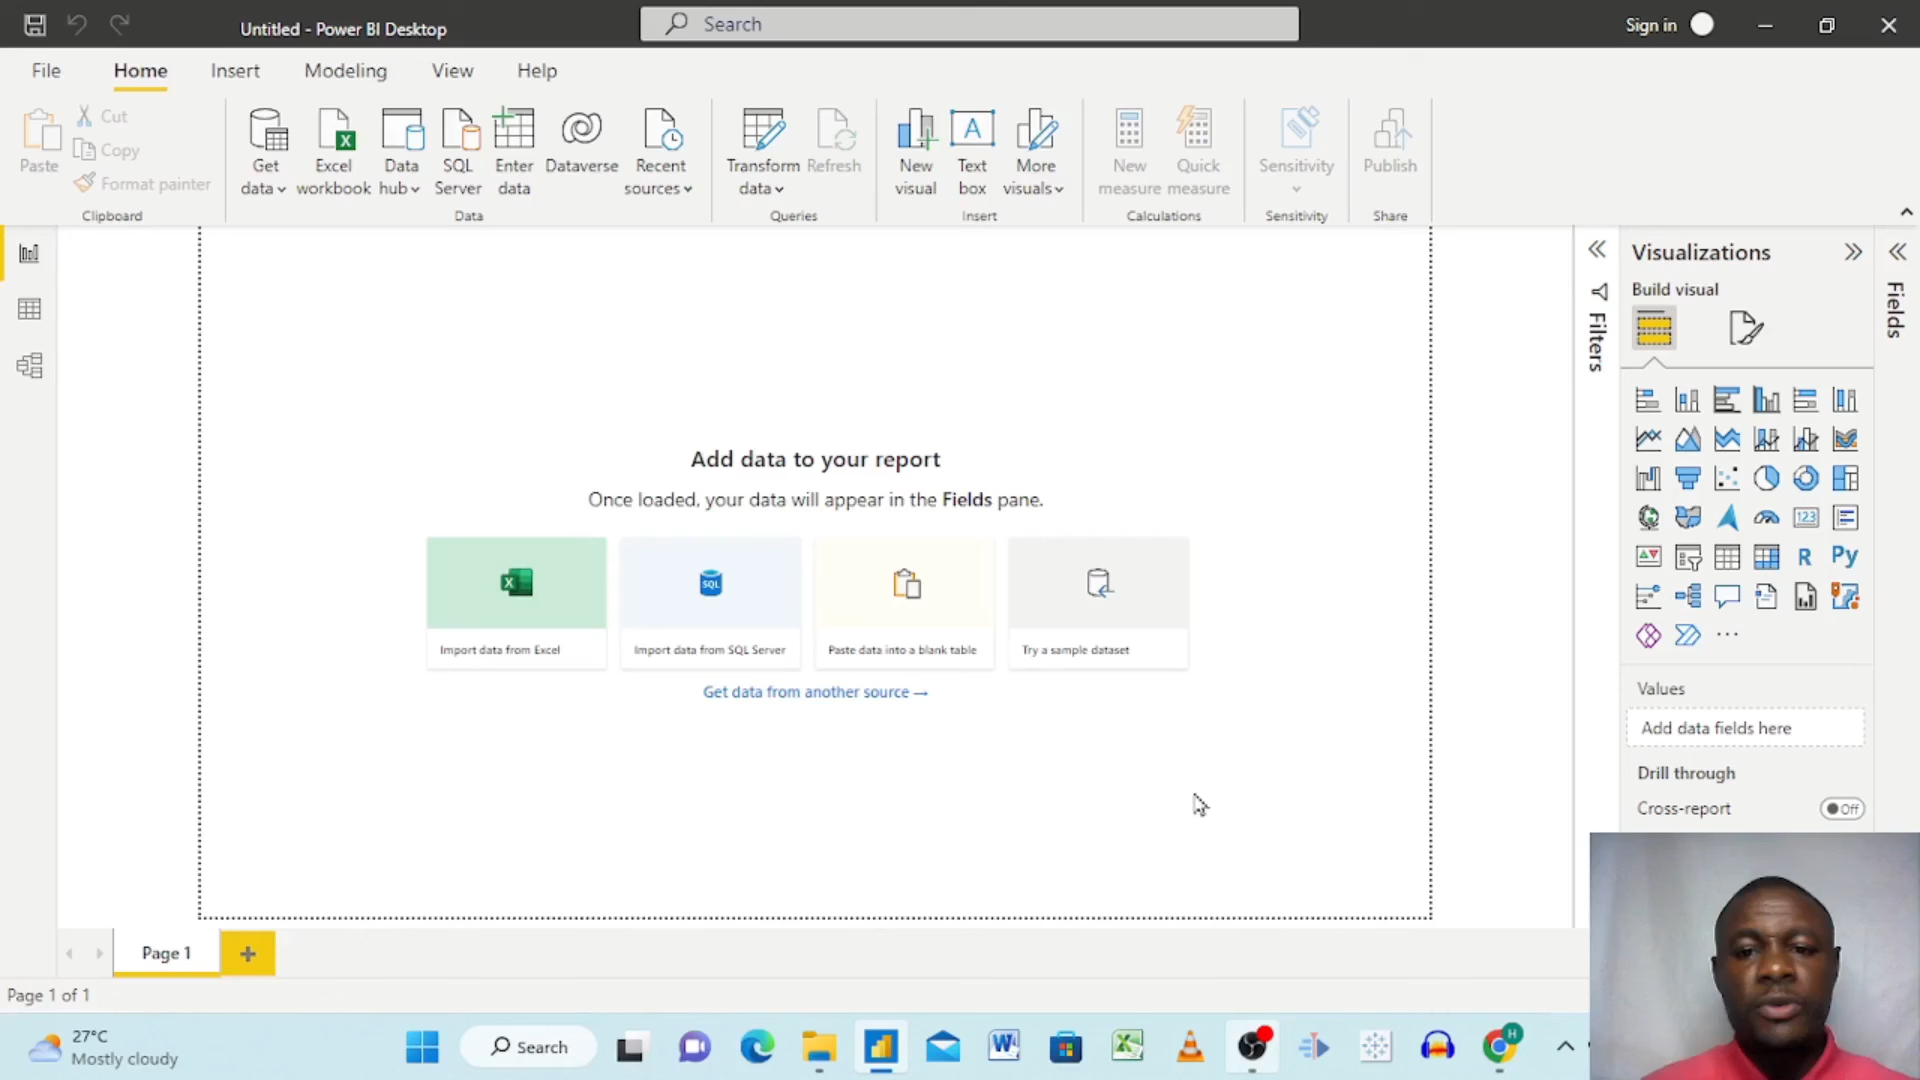 Untitled - Power BI Desktop
Search
Sign in
File Home Insert Modeling View Help
Paste
Cut
Copy
Format painter
Clipboard
Get data
Excel workbook
Data hub
SQL Server
Enter data
Dataverse
Recent sources
Data
Transform data
Refresh
Queries
New visual
Text box
A
More visuals
Insert
New measure
Quick measure
Calculations
Sensitivity
Sensitivity
Publish
Share
Filters
Visualizations
Build visual
Fields
123
R
Py
Values
Add data fields here
Drill through
Cross-report
Off
Add data to your report
Once loaded, your data will appear in the Fields pane.
SQL
Import data from Excel
Import data from SQL Server
Paste data into a blank table
Try a sample dataset
Get data from another source →
Page 1
Page 1 of 1
27°C
Mostly cloudy
Search
H